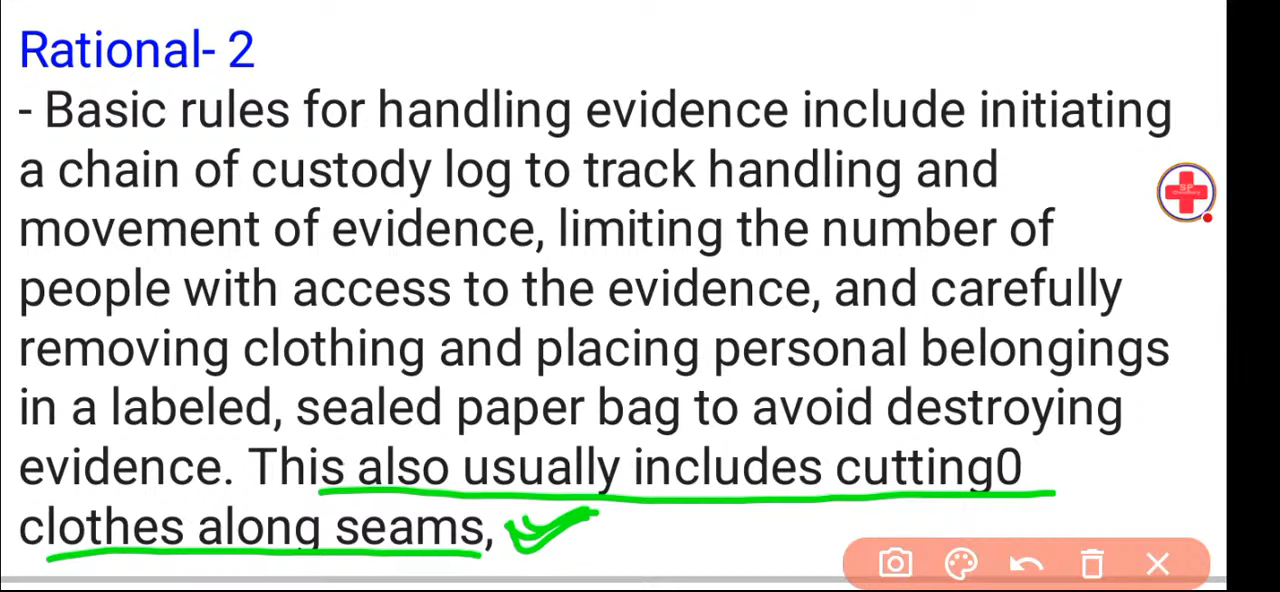 Rational- 2
- Basic rules for handling evidence include initiating
a chain of custody log to track handling and
movement of evidence, limiting the number of
people with access to the evidence, and carefully
removing clothing and placing personal belongings
in a labeled, sealed paper bag to avoid destroying
evidence. This also usually includes cutting0
clothes along seams,
SP